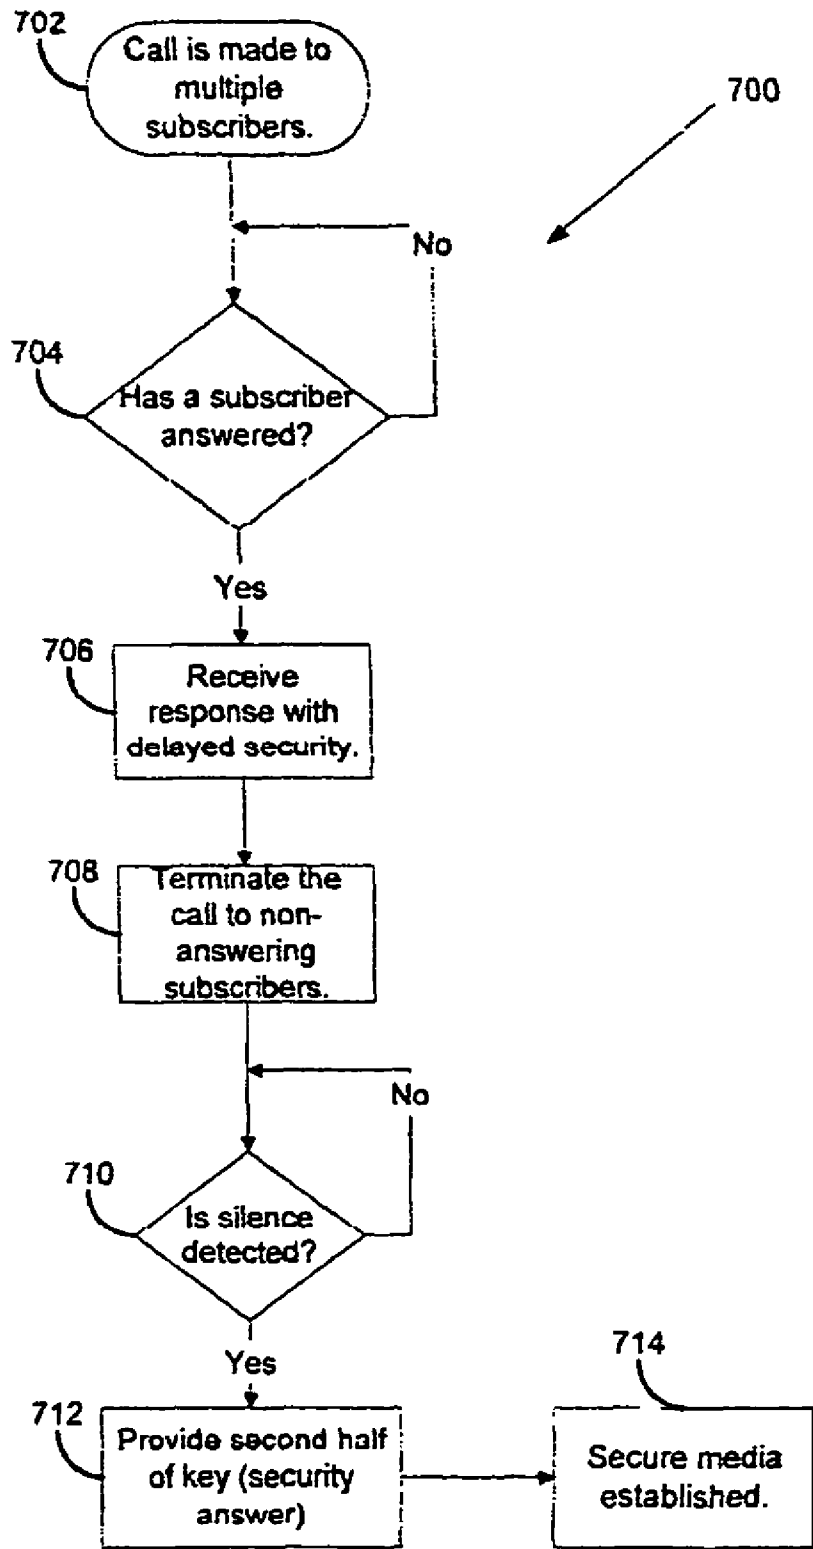 702
Call is made to
multiple
subscribers.
700
No
704
Has a subscriber
answered?
Yes
706
Receive
response with
delayed security.
708
Terminate the
call to non-
answering
subscribers.
No
710
Is silence
detected?
Yes
714
712
Provide second half
of key (security
answer)
Secure media
established.